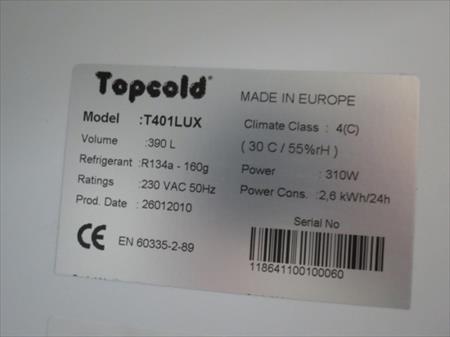 Topcold®
MADE IN EUROPE
Model :T401LUX
Climate Class : 4(C)
Volume :390 L
( 30 C / 55%rH )
Refrigerant :R134a - 160g
Power : 310W
Ratings : 230 VAC 50Hz
Power Cons. : 2,6 kWh/24h
Prod. Date : 26012010
Serial No
CE EN 60335-2-89
118641100100060